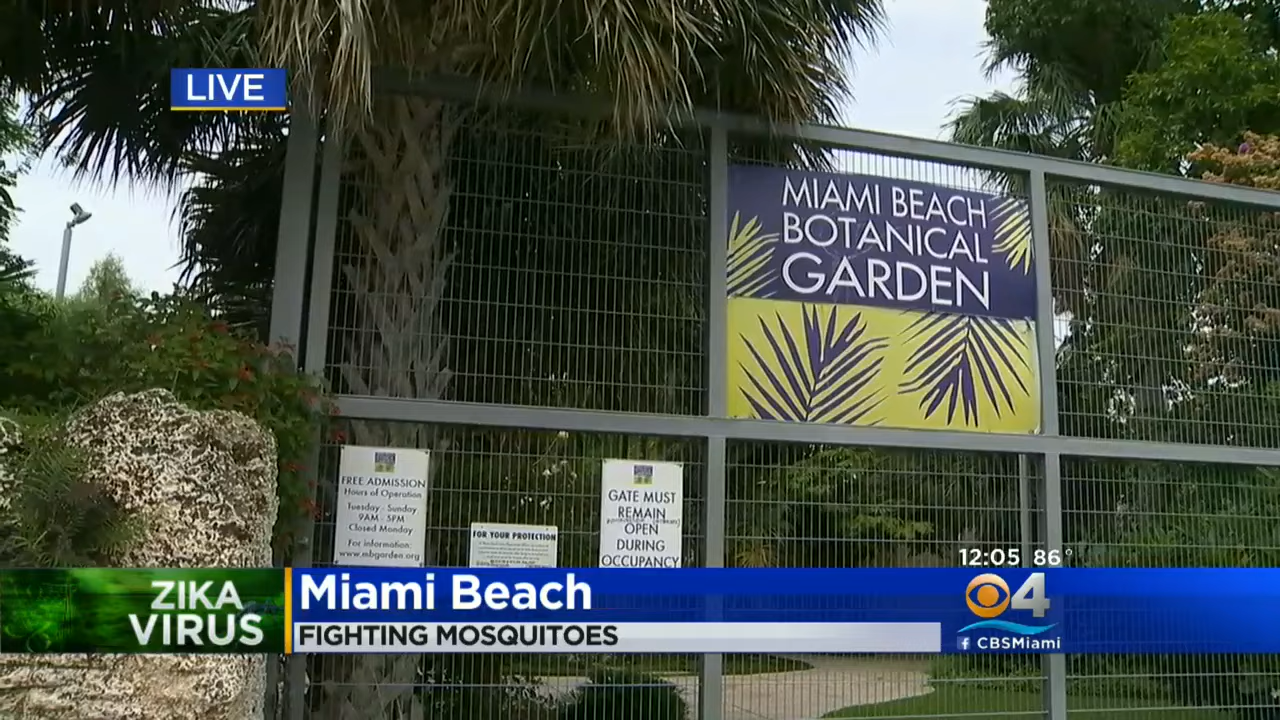 LIVE
MIAMI BEACH
BOTANICAL
GARDEN
FREE ADMISSION
Hours of Operation
Tuesday - Sunday
9AM - 5PM
Closed Monday
For information:
www.mbgarden.org
FOR YOUR PROTECTION
GATE MUST
REMAIN
OPEN
DURING
OCCUPANCY
12:05 86°
ZIKA
VIRUS
Miami Beach
FIGHTING MOSQUITOES
4
CBSMiami